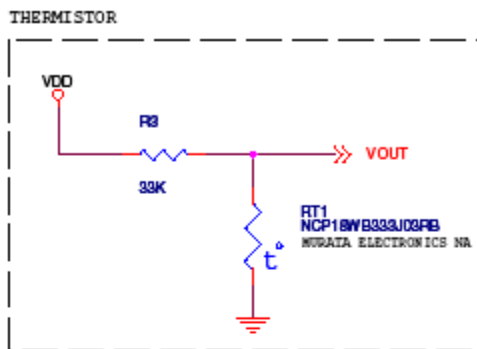 THERMISTOR
VDD
R3
33K
VOUT
RT1
NCP18WB333J03RB
MURATA ELECTRONICS NA
t°